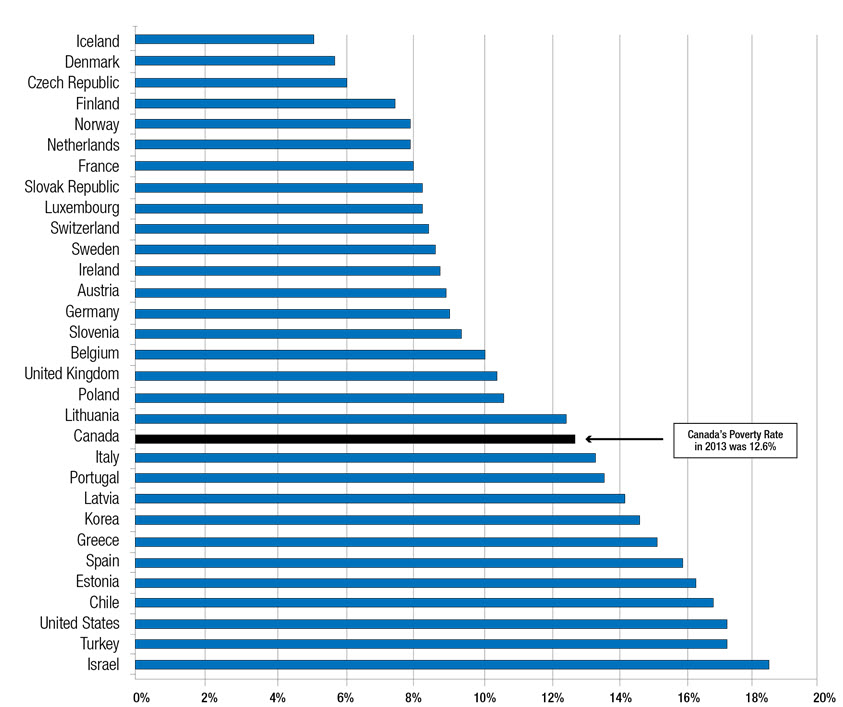 Iceland
Denmark
Czech Republic
Finland
Norway
Netherlands
France
Slovak Republic
Luxembourg
Switzerland
Sweden
Ireland
Austria
Germany
Slovenia
Belgium
United Kingdom
Poland
Lithuania
Canada
Canada's Poverty Rate
in 2013 was 12.6%
Italy
Portugal
Latvia
Korea
Greece
Spain
Estonia
Chile
United States
Turkey
Israel
0% 2% 4% 6% 8% 10% 12% 14% 16% 18% 20%